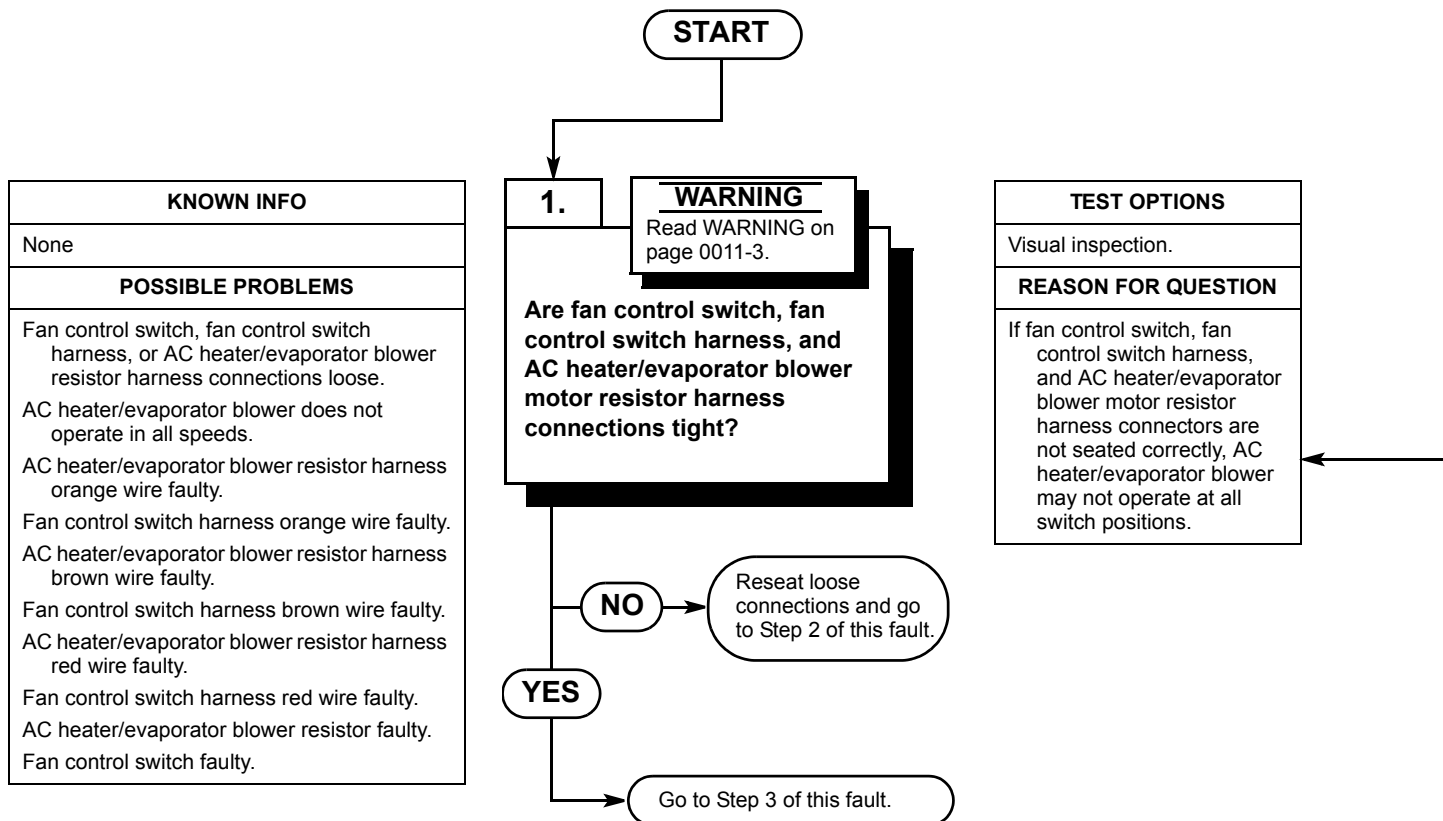 START
KNOWN INFO
None
POSSIBLE PROBLEMS
Fan control switch, fan control switch
harness, or AC heater/evaporator blower
resistor harness connections loose.
AC heater/evaporator blower does not
operate in all speeds.
AC heater/evaporator blower resistor harness
orange wire faulty.
Fan control switch harness orange wire faulty.
AC heater/evaporator blower resistor harness
brown wire faulty.
Fan control switch harness brown wire faulty.
AC heater/evaporator blower resistor harness
red wire faulty.
Fan control switch harness red wire faulty.
AC heater/evaporator blower resistor faulty.
Fan control switch faulty.
1.
WARNING
Read WARNING on
page 0011-3.
Are fan control switch, fan
control switch harness, and
AC heater/evaporator blower
motor resistor harness
connections tight?
TEST OPTIONS
Visual inspection.
REASON FOR QUESTION
If fan control switch, fan
control switch harness,
and AC heater/evaporator
blower motor resistor
harness connectors are
not seated correctly, AC
heater/evaporator blower
may not operate at all
switch positions.
NO
Reseat loose
connections and go
to Step 2 of this fault.
YES
Go to Step 3 of this fault.